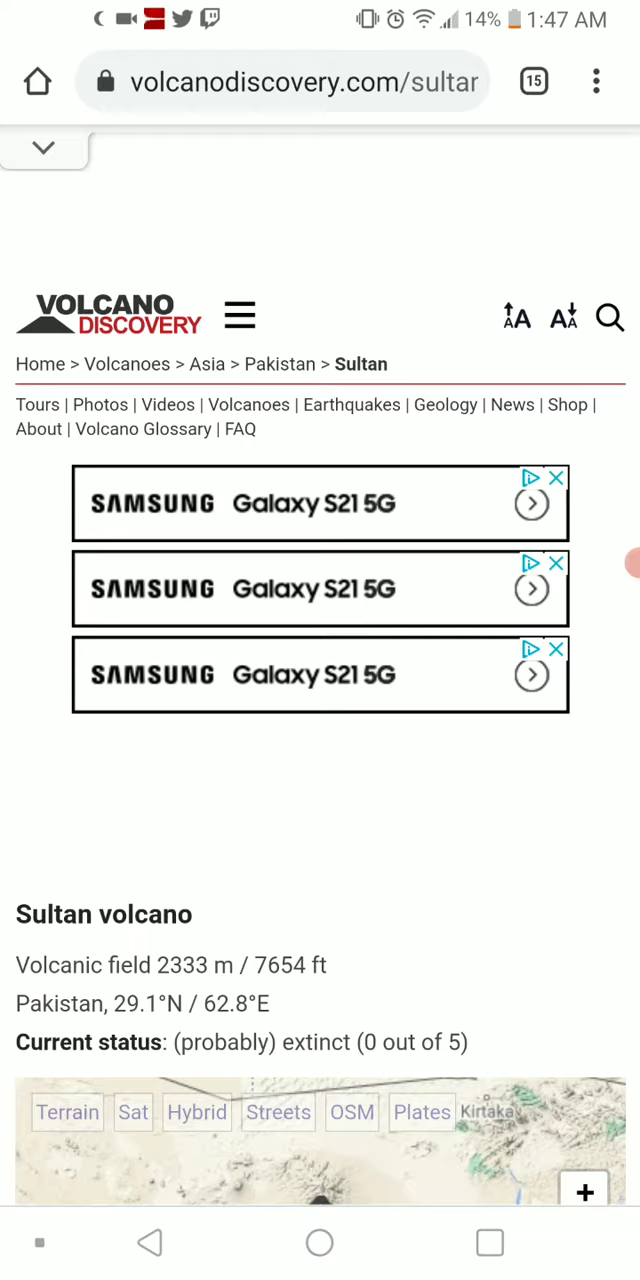 14% 1:47 AM
volcanodiscovery.com/sultar
15
VOLCANO
DISCOVERY
AA AA
Home > Volcanoes > Asia > Pakistan > Sultan
Tours | Photos | Videos | Volcanoes | Earthquakes | Geology | News | Shop |
About | Volcano Glossary | FAQ
SAMSUNG Galaxy S21 5G
SAMSUNG Galaxy S21 5G
SAMSUNG Galaxy S21 5G
Sultan volcano
Volcanic field 2333 m / 7654 ft
Pakistan, 29.1°N / 62.8°E
Current status: (probably) extinct (0 out of 5)
Terrain Sat Hybrid Streets OSM Plates Kirtaka
+